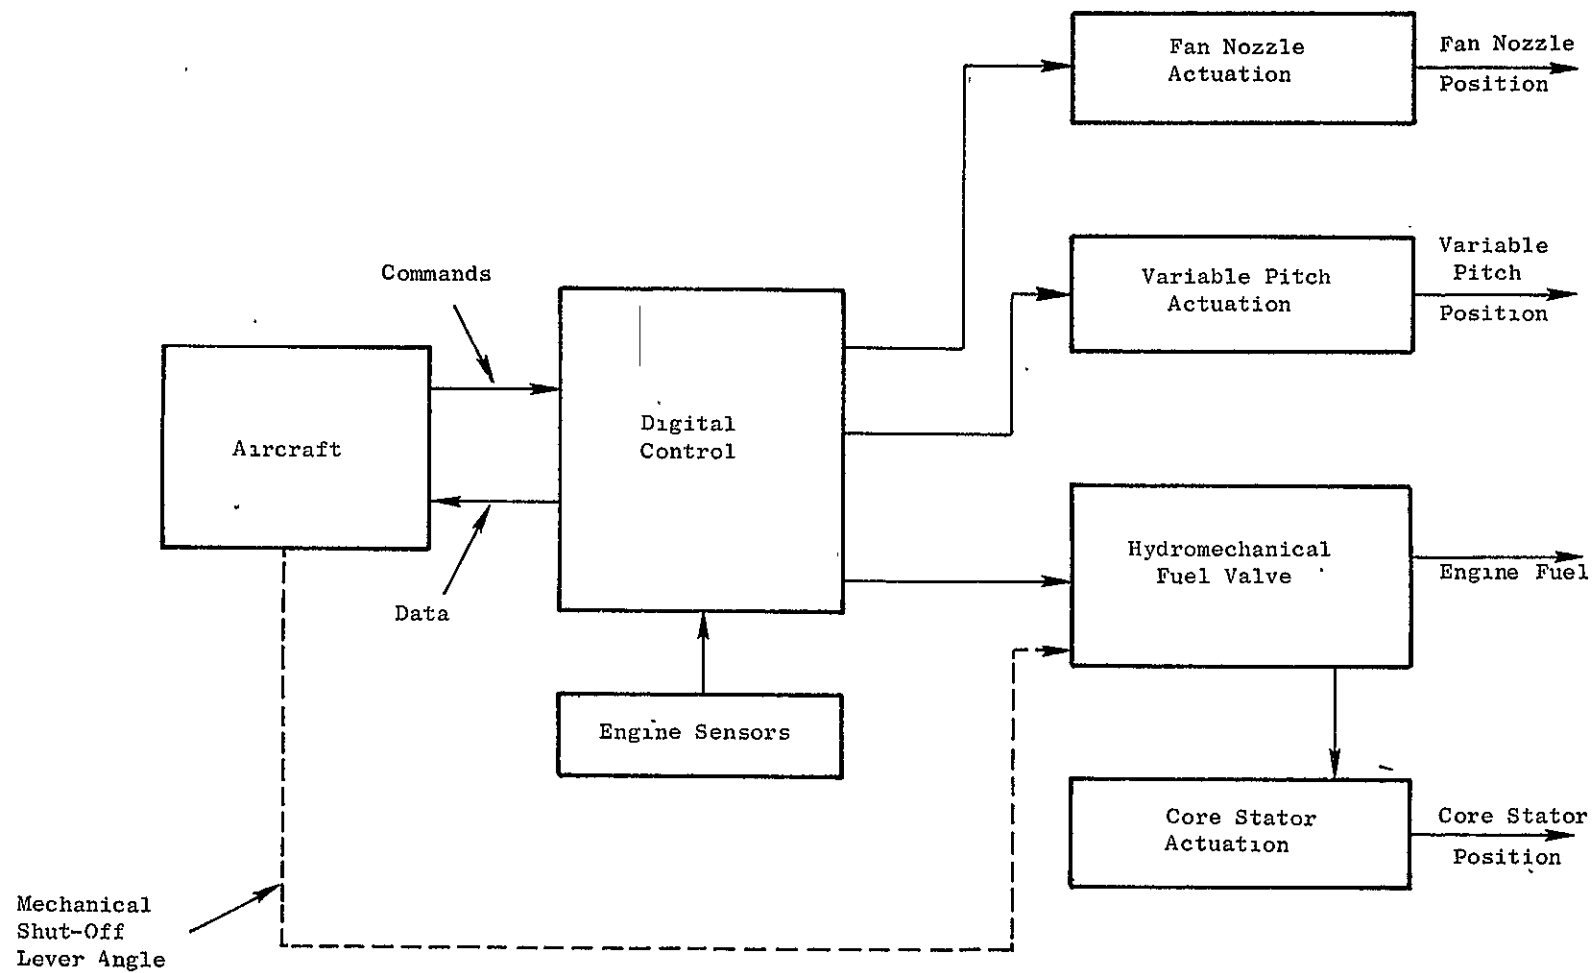 Fan Nozzle
Actuation
Fan Nozzle
Position
Variable Pitch
Actuation
Variable
Pitch
Position
Commands
Aircraft
Digital
Control
Data
Hydromechanical
Fuel Valve
Engine Fuel
Engine Sensors
Core Stator
Actuation
Core Stator
Position
Mechanical
Shut-Off
Lever Angle